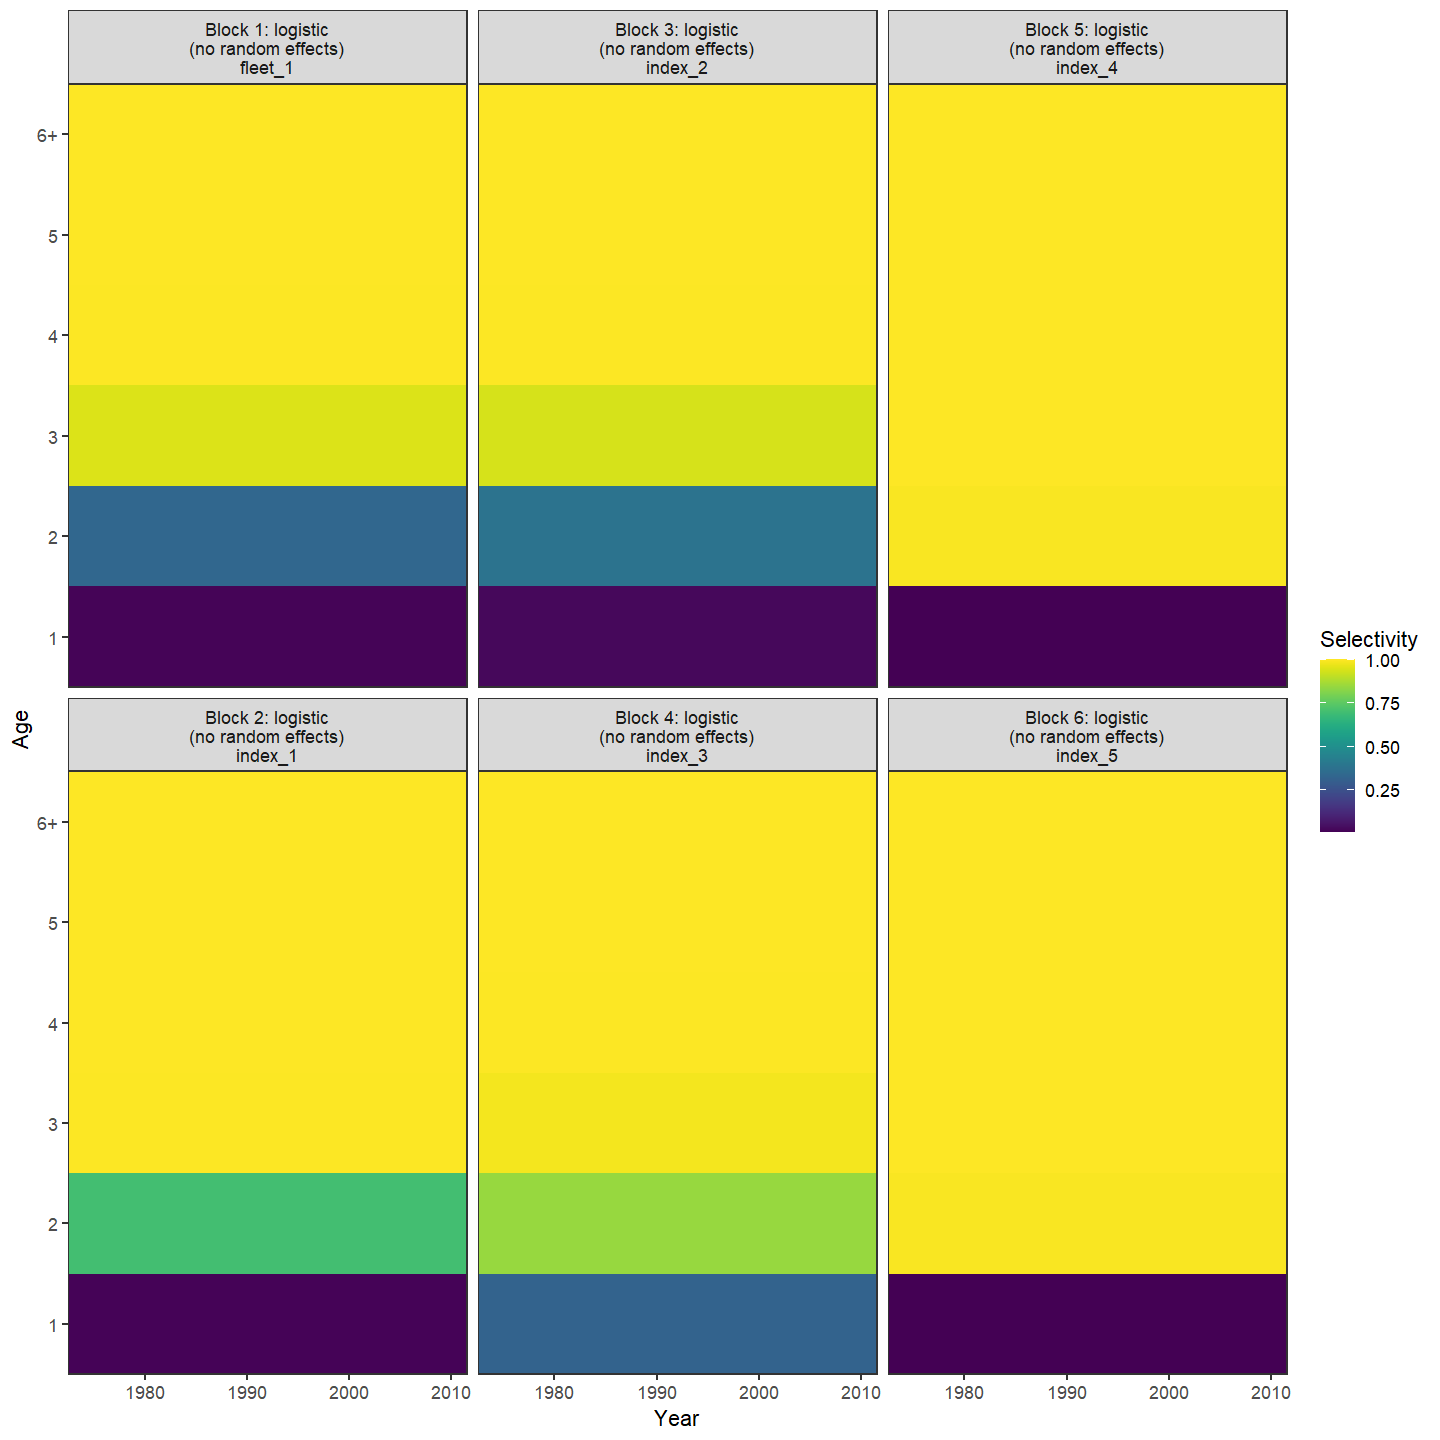 Block 1: logistic
(no random effects)
fleet_1
Block 3: logistic
(no random effects)
index_2
Block 5: logistic
(no random effects)
index_4
6+
5
4
3
2
1
Block 2: logistic
(no random effects)
index_1
Block 4: logistic
(no random effects)
index_3
Block 6: logistic
(no random effects)
index_5
6+
5
4
3
2
1
1980 1990 2000 2010
1980 1990 2000 2010
1980 1990 2000 2010
Year
Age
Selectivity
1.00
0.75
0.50
0.25